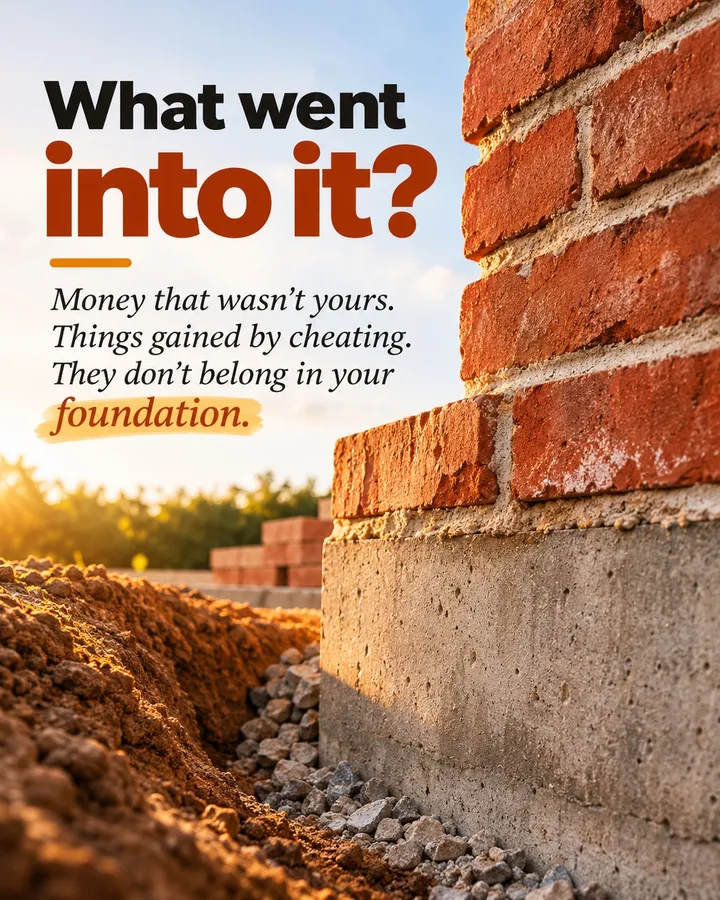 What went
into it?
Money that wasn't yours.
Things gained by cheating.
They don't belong in your
foundation.